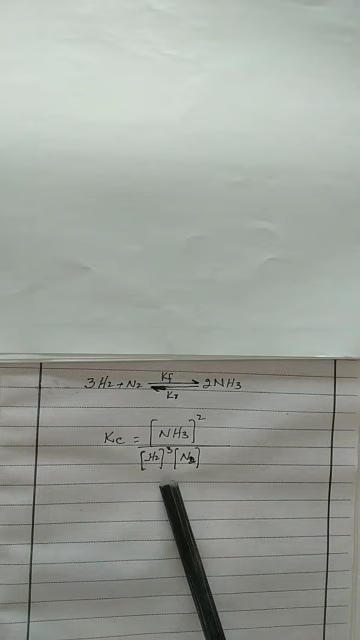 3H2 + N2 ⇌ 2NH3
Kf
Kr
Kc = [NH3]^2 / [H2]^3 [N2]